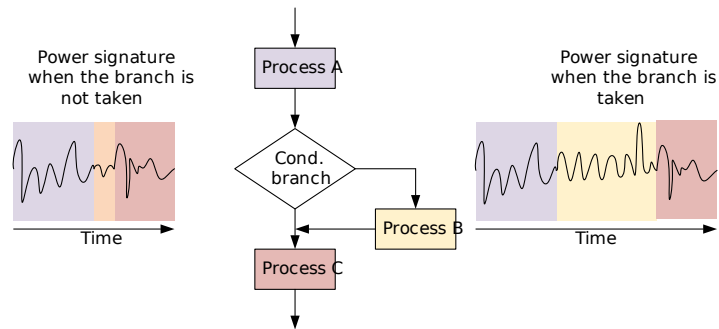 Power signature
when the branch is
not taken
Time
Process A
Cond.
branch
Process B
Process C
Power signature
when the branch is
taken
Time